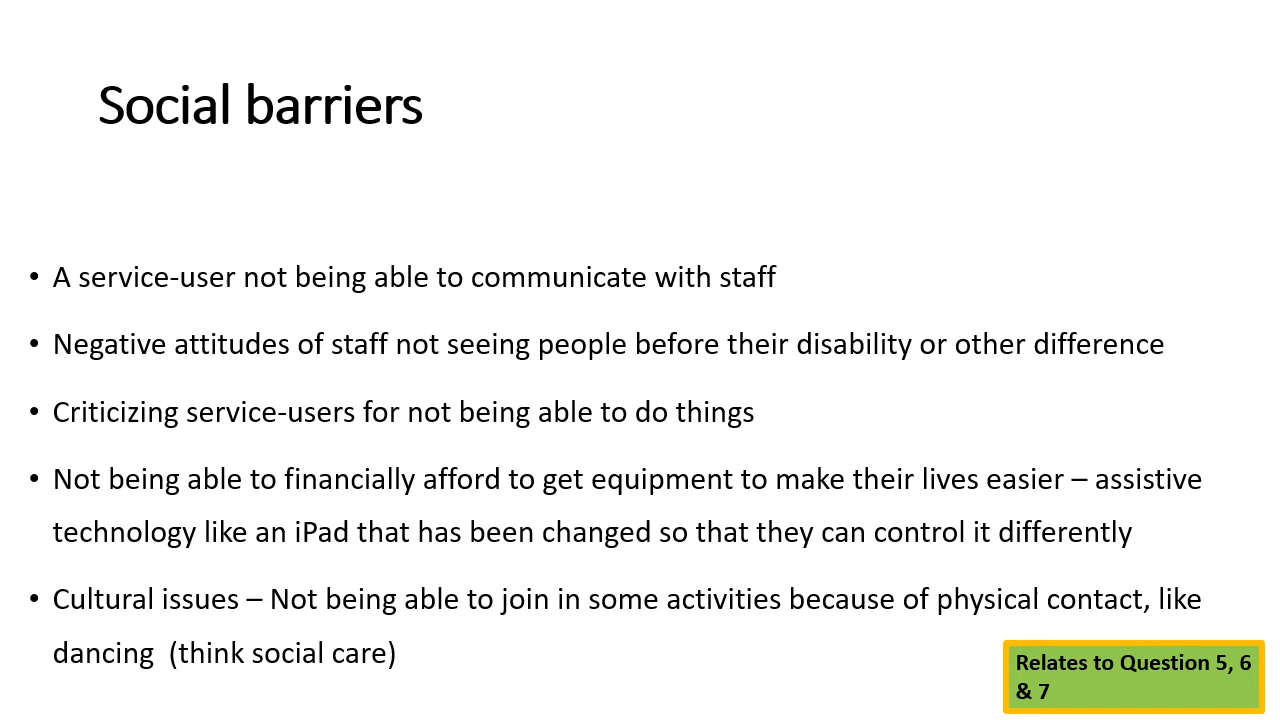 Social barriers
• A service-user not being able to communicate with staff
• Negative attitudes of staff not seeing people before their disability or other difference
• Criticizing service-users for not being able to do things
• Not being able to financially afford to get equipment to make their lives easier – assistive
technology like an iPad that has been changed so that they can control it differently
• Cultural issues – Not being able to join in some activities because of physical contact, like
dancing  (think social care)
Relates to Question 5, 6
& 7